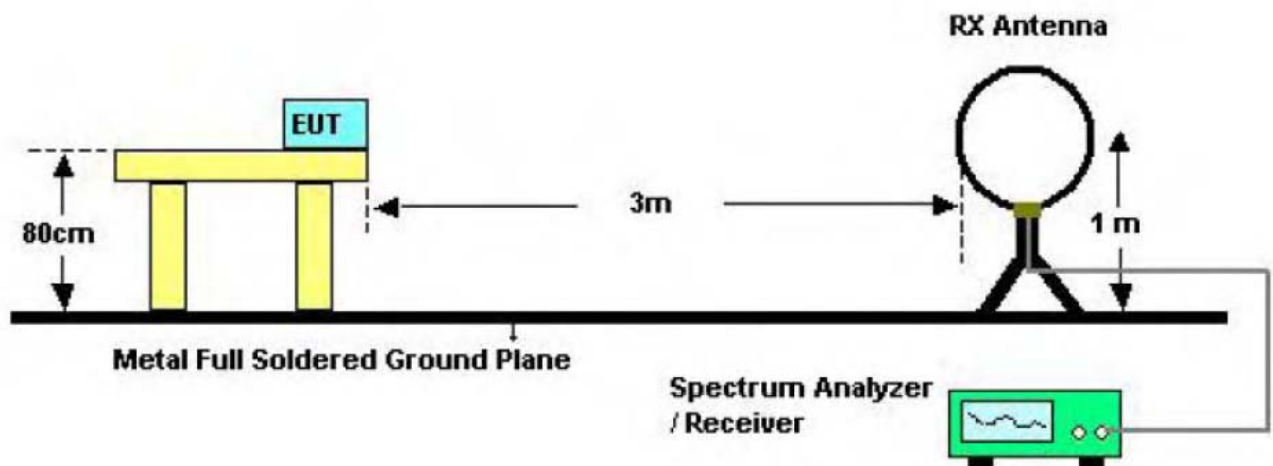 RX Antenna
EUT
3m
80cm
1 m
Metal Full Soldered Ground Plane
Spectrum Analyzer
/ Receiver